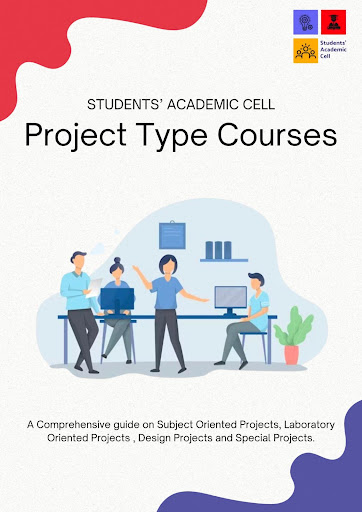 Students'
Academic
Cell
STUDENTS' ACADEMIC CELL
Project Type Courses
A Comprehensive guide on Subject Oriented Projects, Laboratory
Oriented Projects , Design Projects and Special Projects.